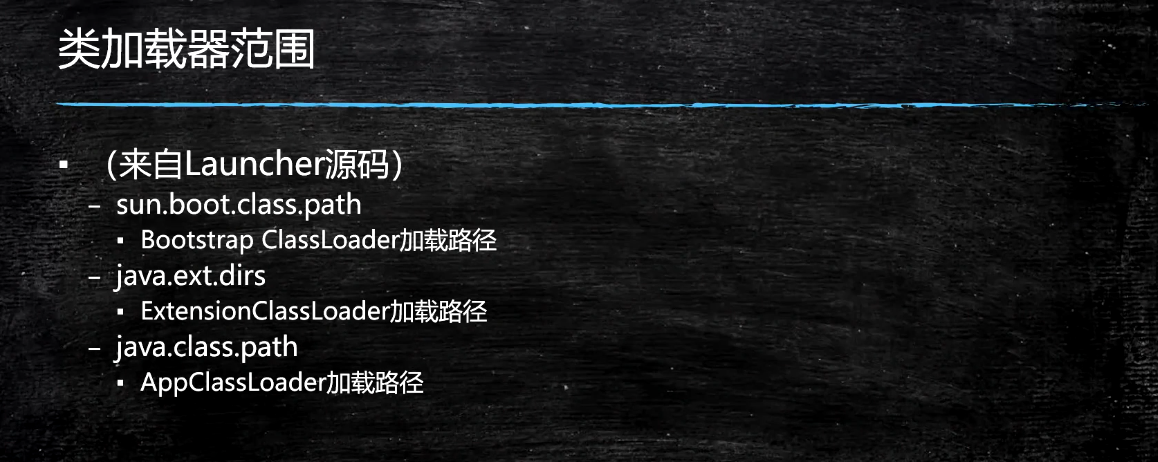 类加载器范围
▪ （来自Launcher源码）
– sun.boot.class.path
▪ Bootstrap ClassLoader加载路径
– java.ext.dirs
▪ ExtensionClassLoader加载路径
– java.class.path
▪ AppClassLoader加载路径